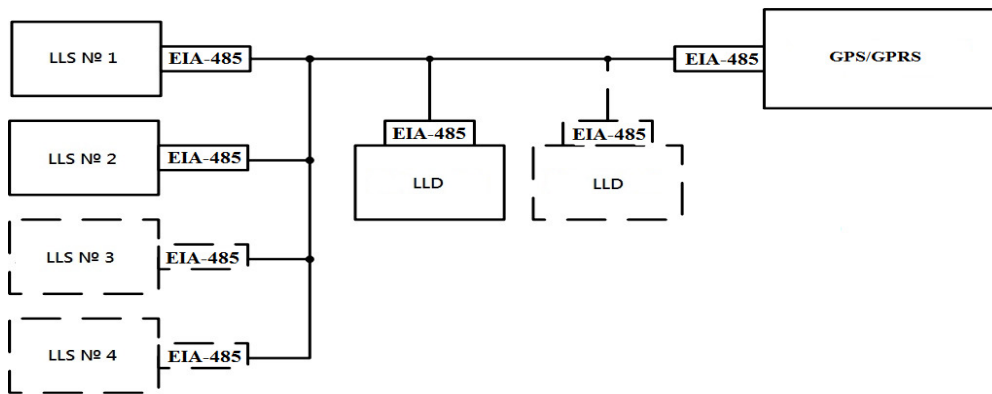 LLS № 1
EIA-485
EIA-485
GPS/GPRS
LLS № 2
EIA-485
EIA-485
LLD
EIA-485
LLD
LLS № 3
EIA-485
LLS № 4
EIA-485